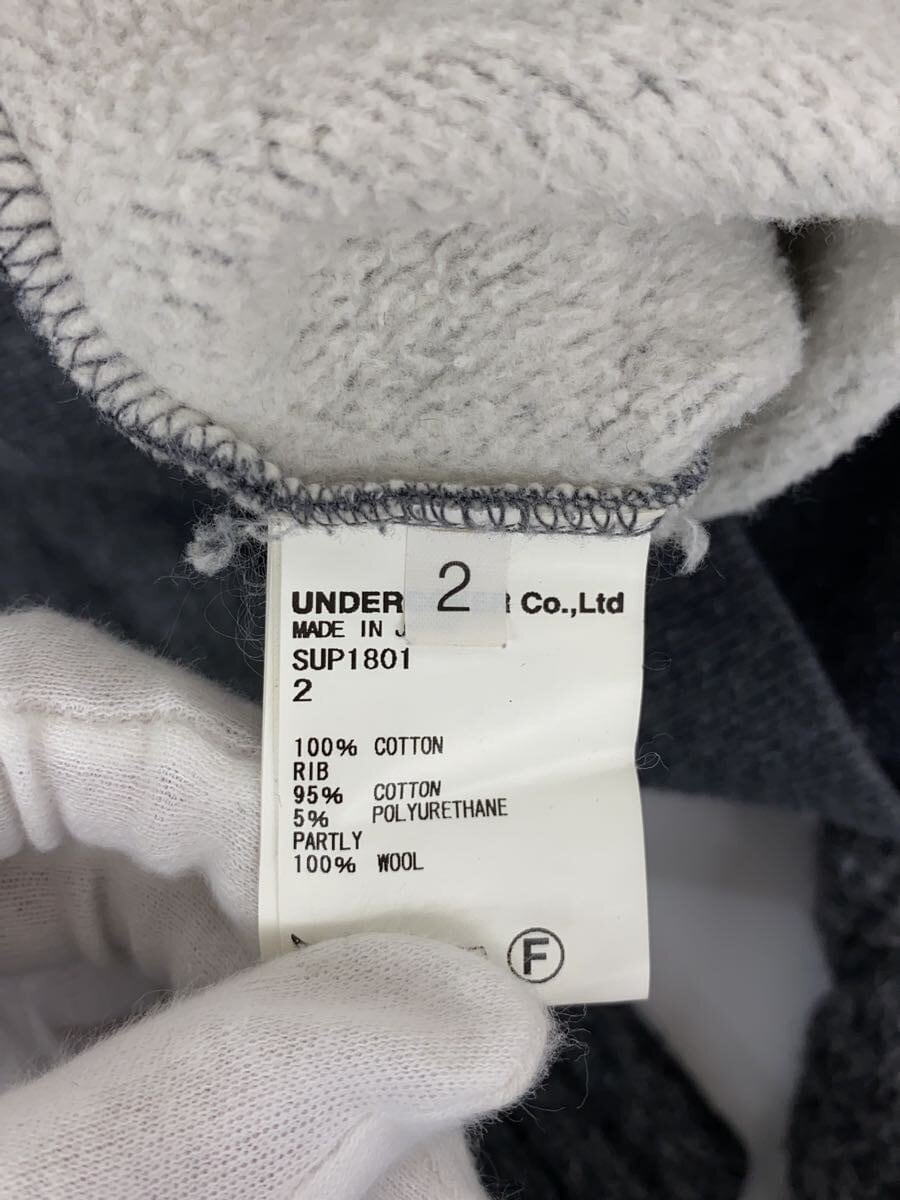 2
UNDER Co.,Ltd
MADE IN J
SUP1801
2
100% COTTON
RIB
95% COTTON
5% POLYURETHANE
PARTLY
100% WOOL
F